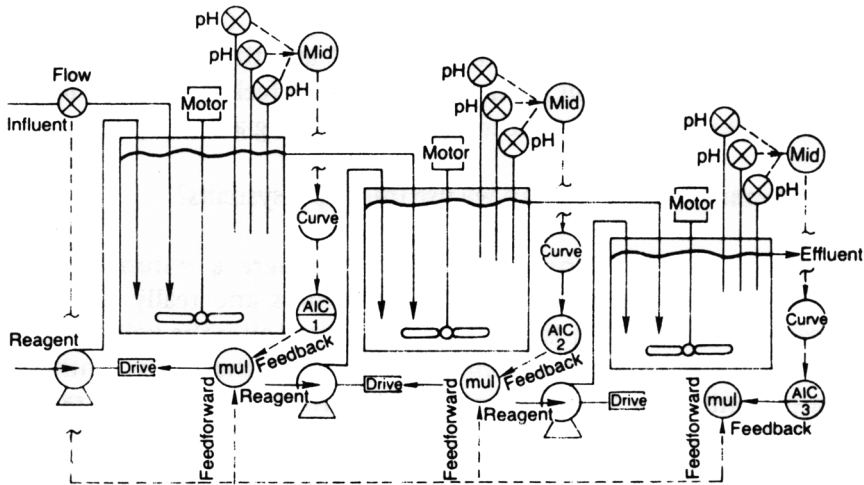 pH
Mid
pH
pH
Flow
Motor
Influent
pH
Mid
pH
pH
Motor
pH
Mid
pH
pH
Motor
Curve
Curve
Effluent
systems
Curve
AIC
1
AIC
2
AIC
3
Reagent
Drive
mul
Feedback
Feedforward
Reagent
Drive
mul
Feedback
Feedforward
Reagent
Drive
mul
Feedback
Feedforward